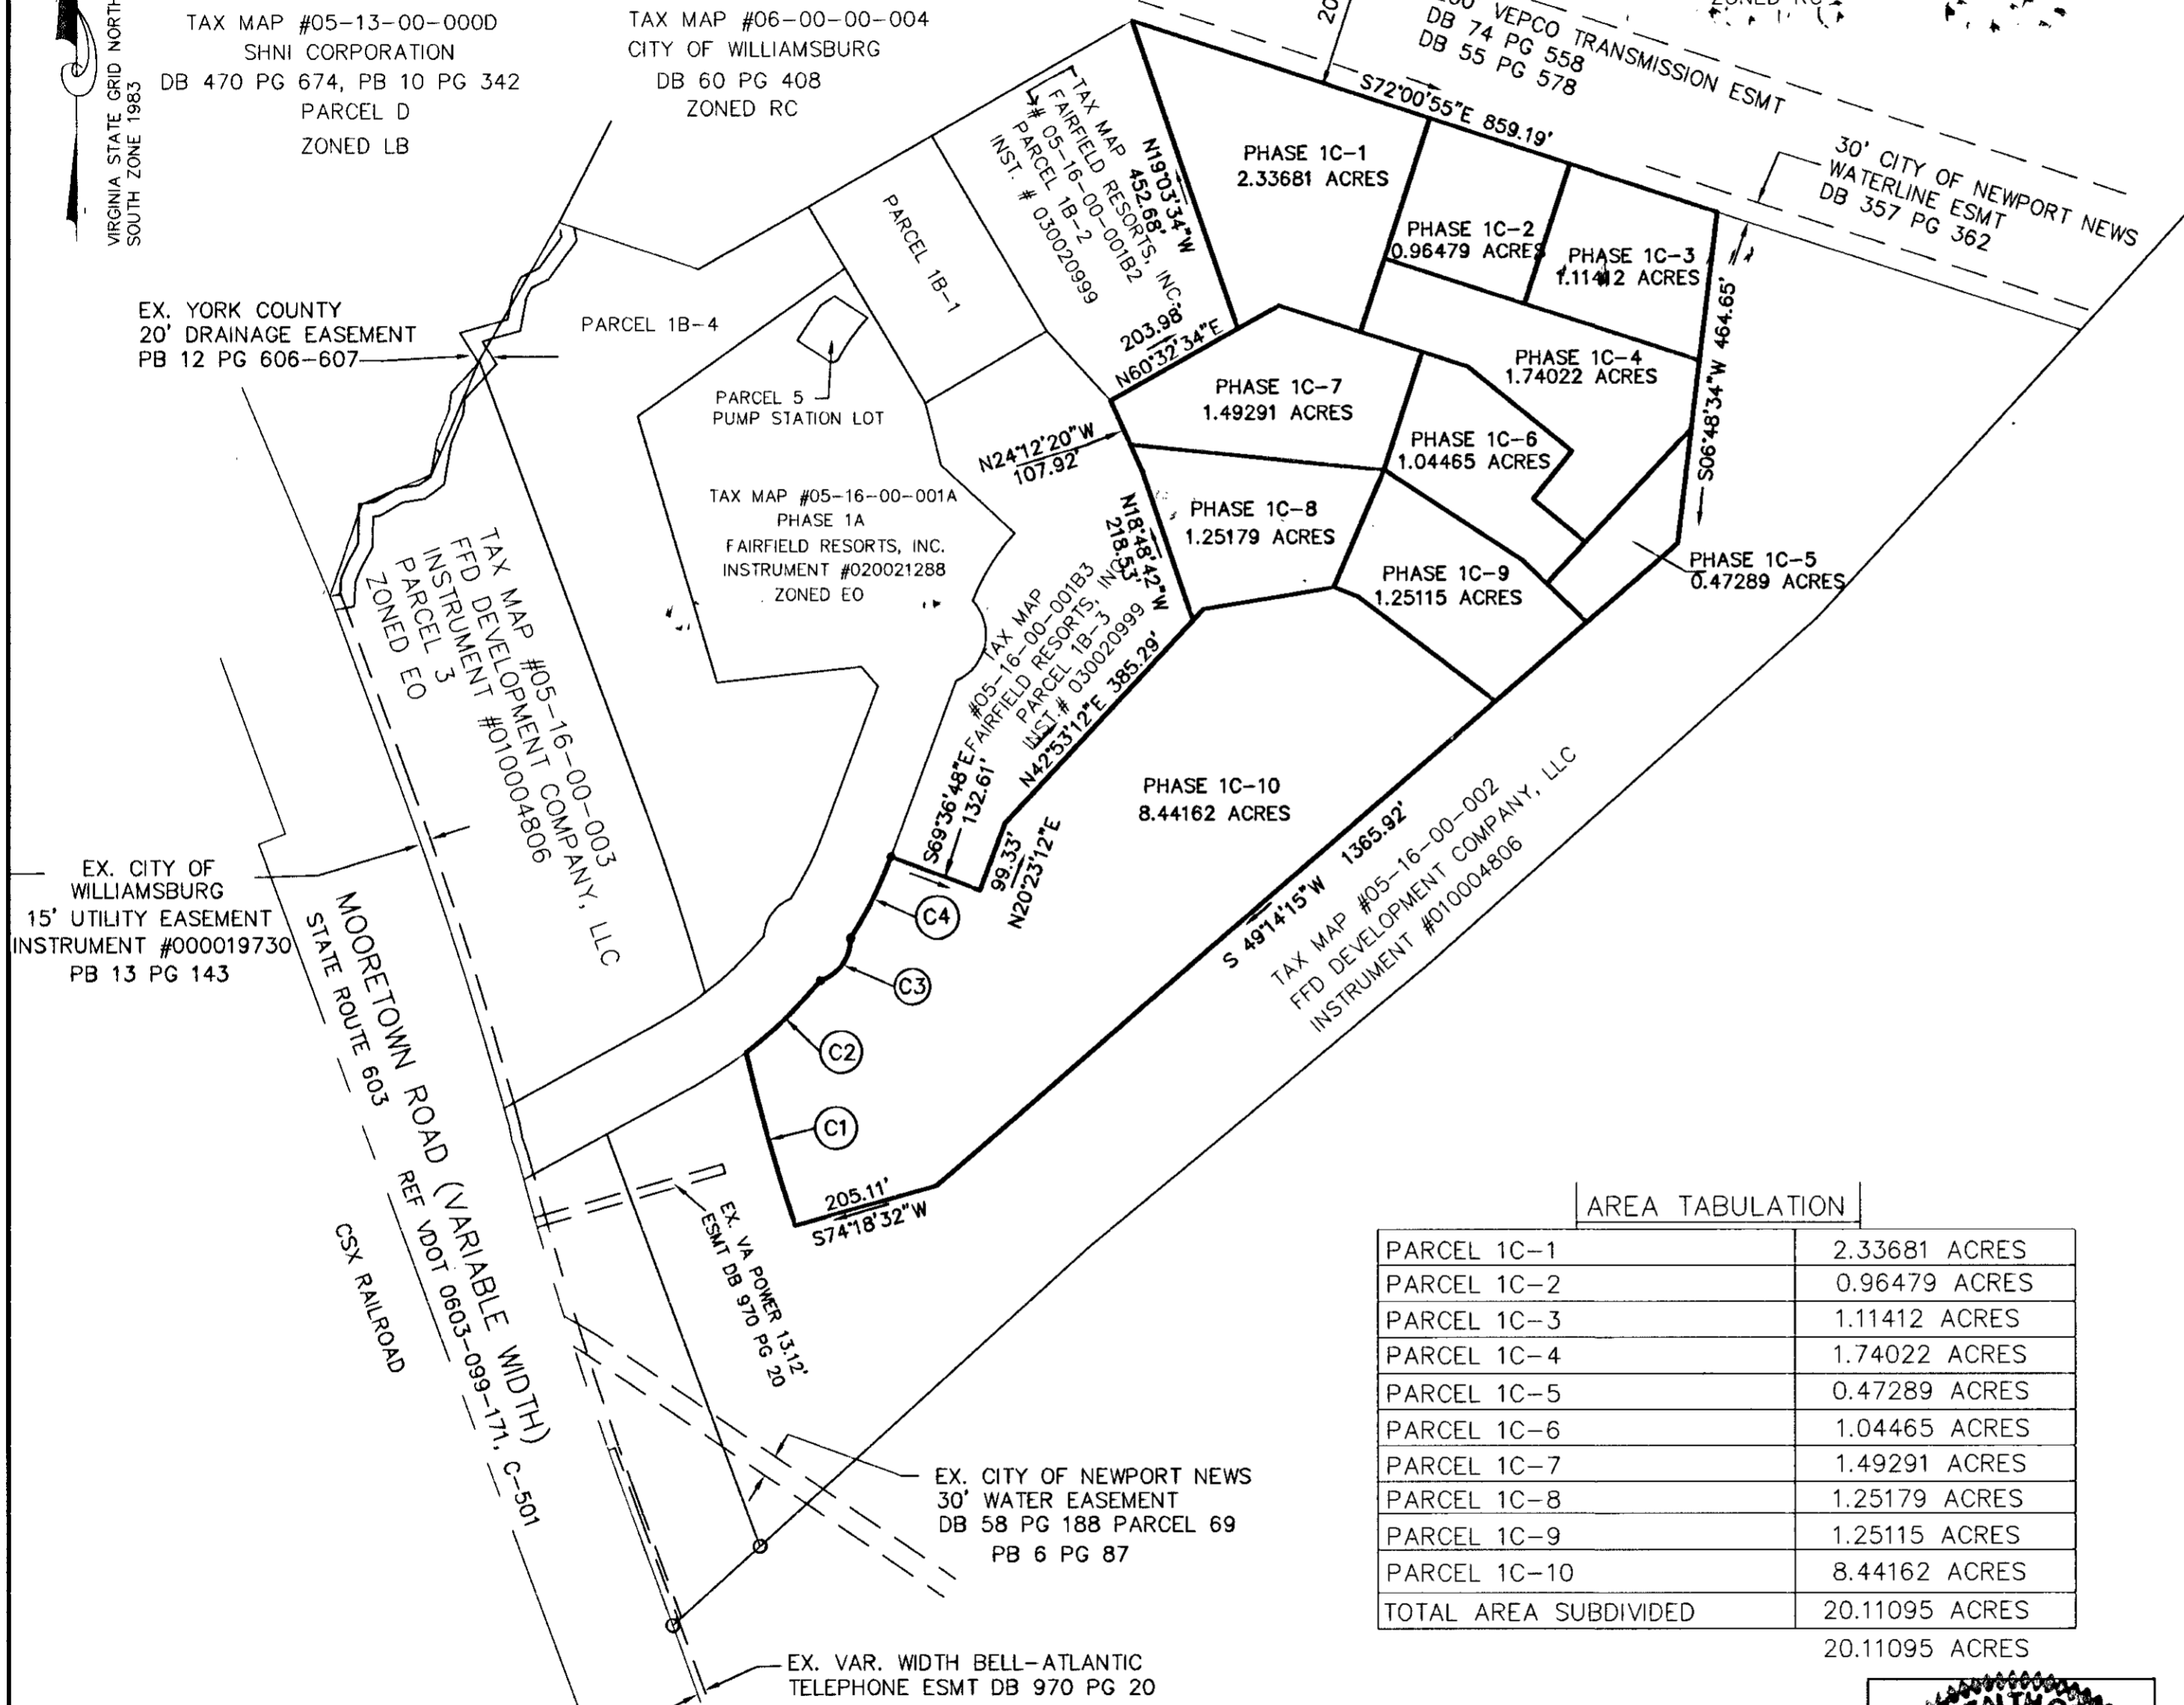 VIRGINIA STATE GRID NORTH
SOUTH ZONE 1983
TAX MAP #05-13-00-000D
SHNI CORPORATION
DB 470 PG 674, PB 10 PG 342
PARCEL D
ZONED LB
TAX MAP #06-00-00-004
CITY OF WILLIAMSBURG
DB 60 PG 408
ZONED RC
VEPCO TRANSMISSION ESMT
DB 74 PG 558
DB 55 PG 578
S72°00'55"E 859.19'
30' CITY OF NEWPORT NEWS
WATERLINE ESMT
DB 357 PG 362
TAX MAP
# 05-16-00-001B2
FAIRFIELD RESORTS, INC.
PARCEL 1B-2
INST. # 030020999
N19°03'34"W
452.68'
203.98'
N60°32'34"E
PARCEL 1B-1
PARCEL 1B-4
PHASE 1C-1
2.33681 ACRES
PHASE 1C-2
0.96479 ACRES
PHASE 1C-3
1.11412 ACRES
PHASE 1C-4
1.74022 ACRES
S06°48'34"W 464.65'
PHASE 1C-7
1.49291 ACRES
PHASE 1C-6
1.04465 ACRES
PHASE 1C-8
1.25179 ACRES
PHASE 1C-9
1.25115 ACRES
PHASE 1C-5
0.47289 ACRES
PHASE 1C-10
8.44162 ACRES
EX. YORK COUNTY
20' DRAINAGE EASEMENT
PB 12 PG 606-607
PARCEL 5
PUMP STATION LOT
N24°12'20"W
107.92'
N18°48'42"W
218.53'
TAX MAP #05-16-00-001A
PHASE 1A
FAIRFIELD RESORTS, INC.
INSTRUMENT #020021288
ZONED EO
TAX MAP
#05-16-00-001B3
FAIRFIELD RESORTS, INC
PARCEL 1B-3
INST.# 030020999
N42°53'12"E 385.29'
S69°36'48"E
132.61'
99.33'
N20°23'12"E
TAX MAP #05-16-00-003
FFD DEVELOPMENT COMPANY, LLC
INSTRUMENT #010004806
PARCEL 3
ZONED EO
EX. CITY OF
WILLIAMSBURG
15' UTILITY EASEMENT
INSTRUMENT #000019730
PB 13 PG 143
C4
C3
C2
C1
S 49°14'15"W 1365.92'
TAX MAP #05-16-00-002
FFD DEVELOPMENT COMPANY, LLC
INSTRUMENT #010004806
205.11'
S74°18'32"W
MOORETOWN ROAD (VARIABLE WIDTH)
STATE ROUTE 603 REF VDOT 0603-099-171, C-501
CSX RAILROAD
EX. VA POWER 13.12'
ESMT DB 970 PG 20
EX. CITY OF NEWPORT NEWS
30' WATER EASEMENT
DB 58 PG 188 PARCEL 69
PB 6 PG 87
EX. VAR. WIDTH BELL-ATLANTIC
TELEPHONE ESMT DB 970 PG 20
AREA TABULATION
PARCEL 1C-1 2.33681 ACRES
PARCEL 1C-2 0.96479 ACRES
PARCEL 1C-3 1.11412 ACRES
PARCEL 1C-4 1.74022 ACRES
PARCEL 1C-5 0.47289 ACRES
PARCEL 1C-6 1.04465 ACRES
PARCEL 1C-7 1.49291 ACRES
PARCEL 1C-8 1.25179 ACRES
PARCEL 1C-9 1.25115 ACRES
PARCEL 1C-10 8.44162 ACRES
TOTAL AREA SUBDIVIDED 20.11095 ACRES
20.11095 ACRES